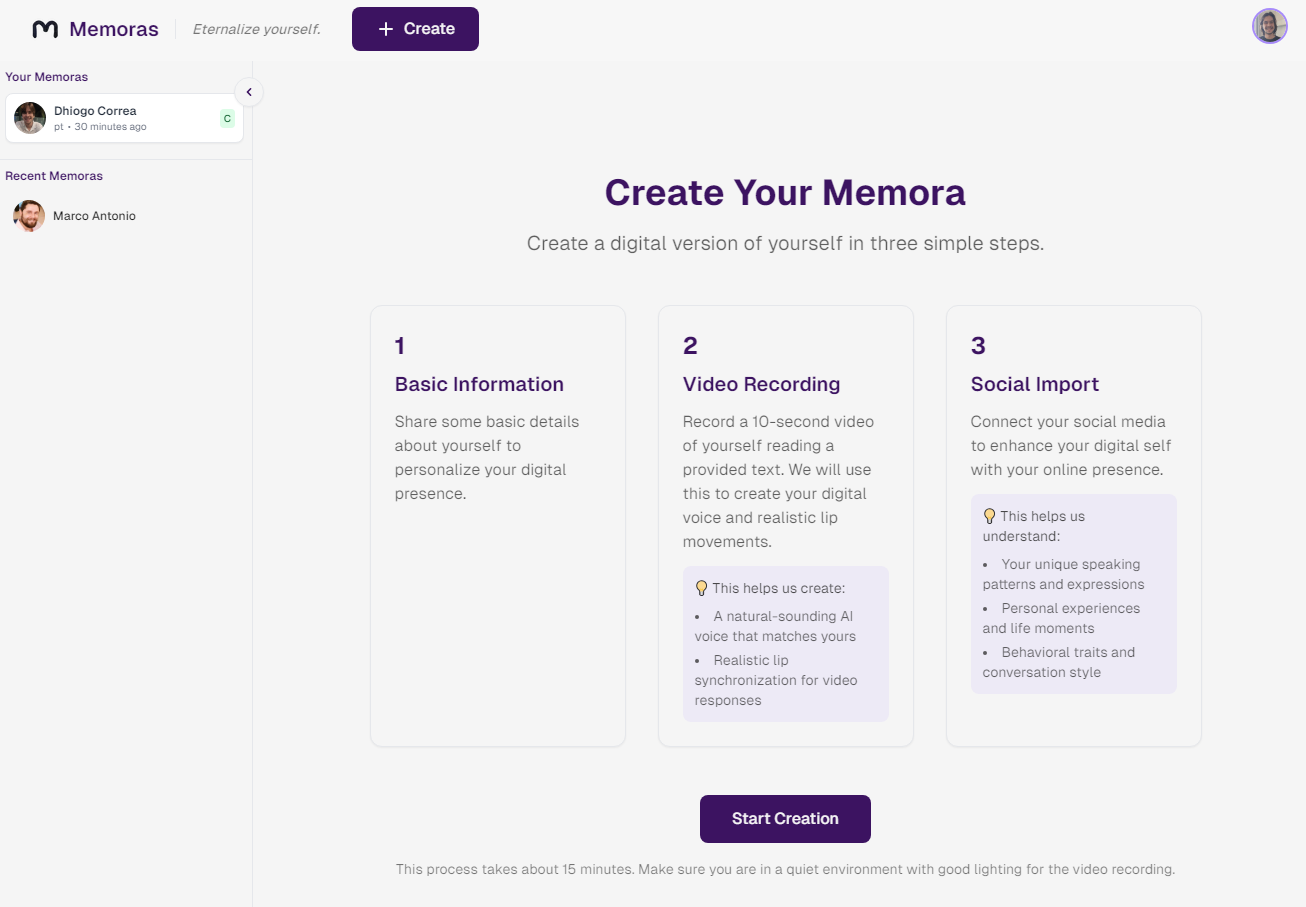 Memoras
Eternalize yourself.
+ Create
Your Memoras
Dhiogo Correa
pt • 30 minutes ago
C
Recent Memoras
Marco Antonio
Create Your Memora
Create a digital version of yourself in three simple steps.
1
Basic Information
Share some basic details
about yourself to
personalize your digital
presence.
2
Video Recording
Record a 10-second video
of yourself reading a
provided text. We will use
this to create your digital
voice and realistic lip
movements.
💡 This helps us create:
• A natural-sounding AI
voice that matches yours
• Realistic lip
synchronization for video
responses
3
Social Import
Connect your social media
to enhance your digital self
with your online presence.
💡 This helps us
understand:
• Your unique speaking
patterns and expressions
• Personal experiences
and life moments
• Behavioral traits and
conversation style
Start Creation
This process takes about 15 minutes. Make sure you are in a quiet environment with good lighting for the video recording.